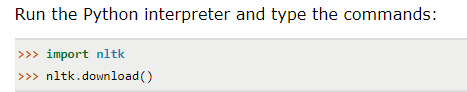 Run the Python interpreter and type the commands:
>>> import nltk
>>> nltk.download()